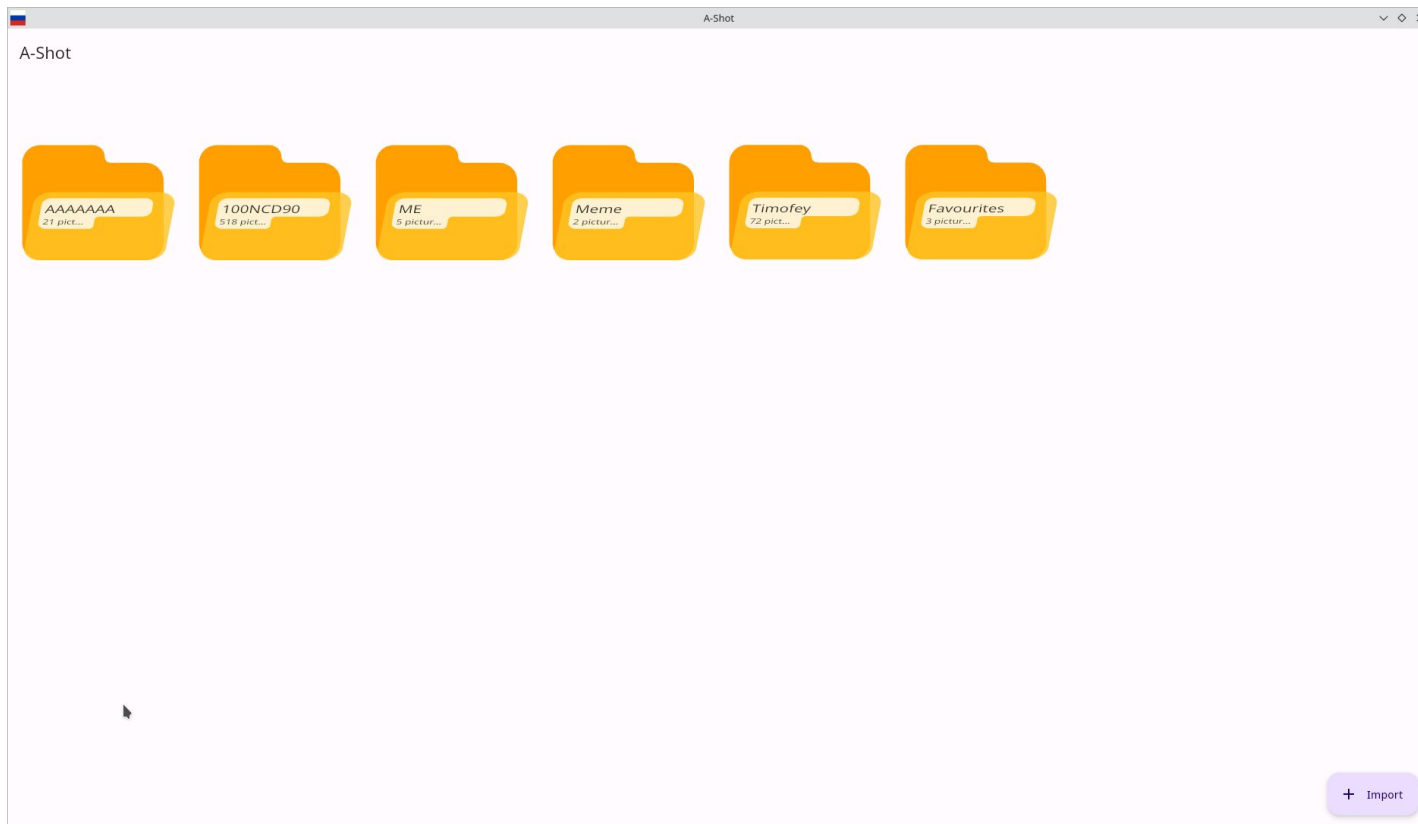 A-Shot
A-Shot
AAAAAAA
21 pict...
100NCD90
518 pict...
ME
5 pictur...
Meme
2 pictur...
Timofey
72 pict...
Favourites
3 pictur...
+ Import